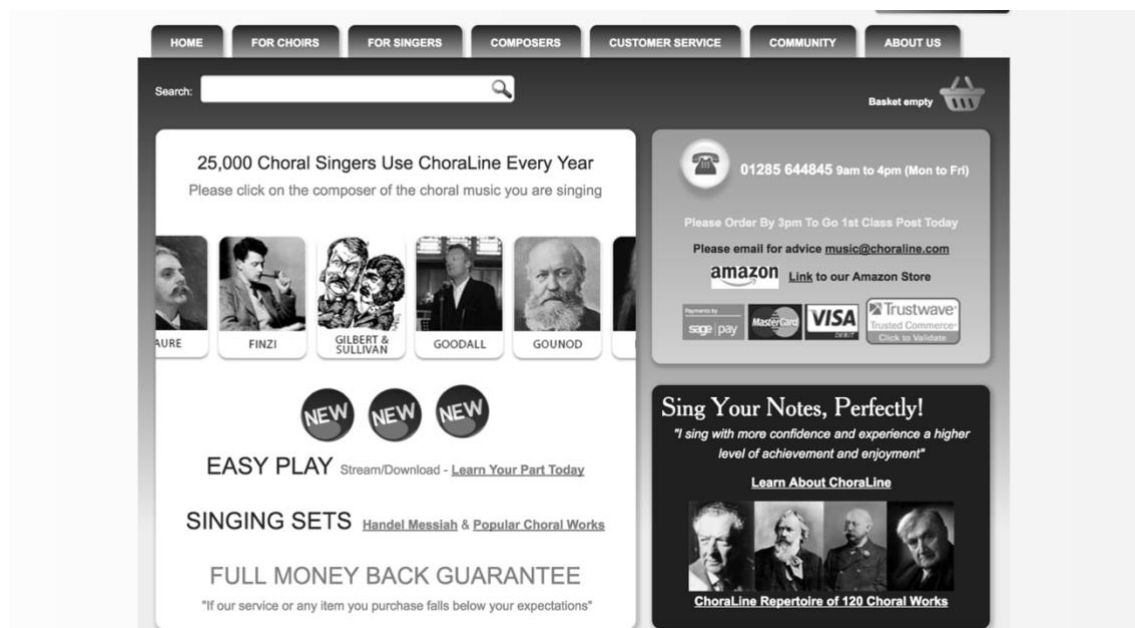 HOME
FOR CHOIRS
FOR SINGERS
COMPOSERS
CUSTOMER SERVICE
COMMUNITY
ABOUT US
Search:
Basket empty
25,000 Choral Singers Use ChoraLine Every Year
Please click on the composer of the choral music you are singing
AURE
FINZI
GILBERT &
SULLIVAN
GOODALL
GOUNOD
NEW
NEW
NEW
EASY PLAY Stream/Download - Learn Your Part Today
SINGING SETS Handel Messiah & Popular Choral Works
FULL MONEY BACK GUARANTEE
"If our service or any item you purchase falls below your expectations"
01285 644845 9am to 4pm (Mon to Fri)
Please Order By 3pm To Go 1st Class Post Today
Please email for advice music@choraline.com
amazon Link to our Amazon Store
Payments by
sage pay
MasterCard
VISA
DEBIT
Trustwave®
Trusted Commerce®
Click to Validate
Sing Your Notes, Perfectly!
"I sing with more confidence and experience a higher
level of achievement and enjoyment"
Learn About ChoraLine
ChoraLine Repertoire of 120 Choral Works